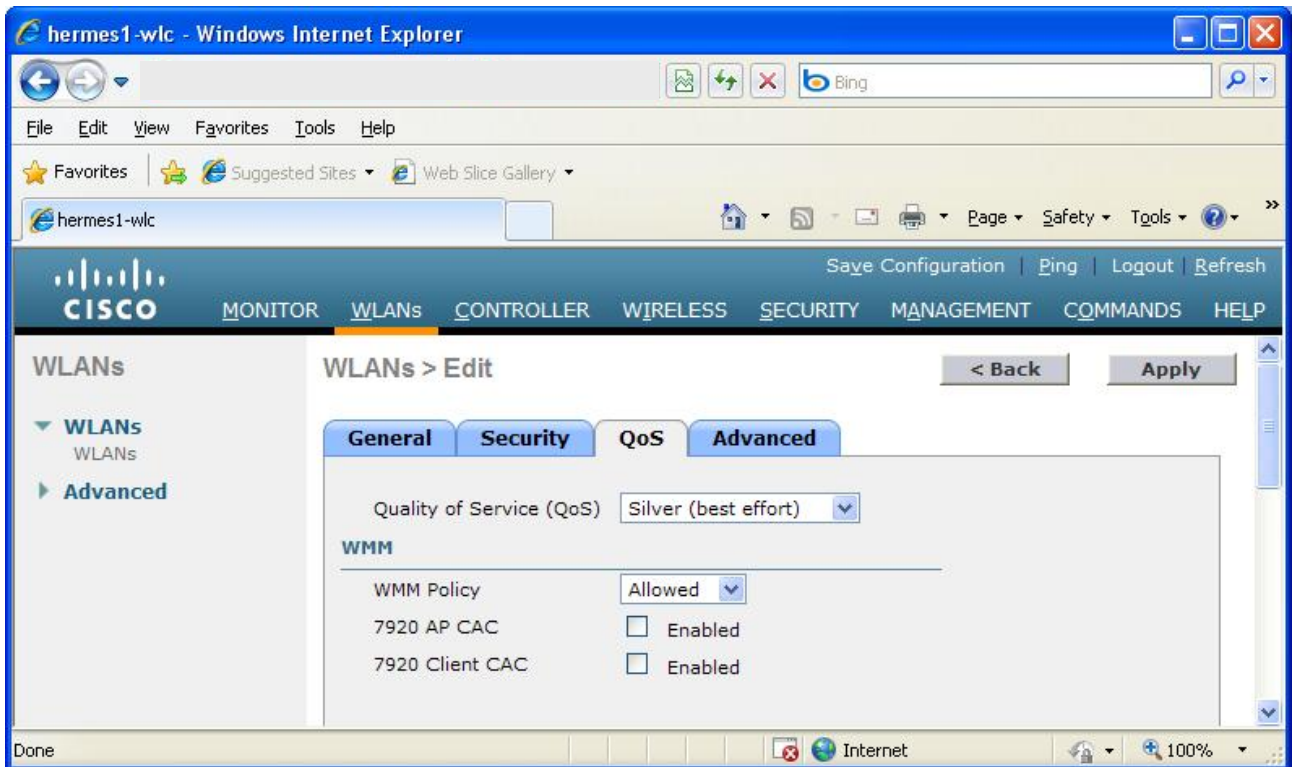 hermes1-wlc - Windows Internet Explorer
Bing
File Edit View Favorites Tools Help
Favorites Suggested Sites Web Slice Gallery
hermes1-wlc Page Safety Tools »
Save Configuration | Ping | Logout | Refresh
CISCO MONITOR WLANs CONTROLLER WIRELESS SECURITY MANAGEMENT COMMANDS HELP
WLANs
WLANs > Edit
< Back Apply
WLANs
WLANs
Advanced
General Security QoS Advanced
Quality of Service (QoS) Silver (best effort)
WMM
WMM Policy Allowed
7920 AP CAC Enabled
7920 Client CAC Enabled
Done Internet 100%